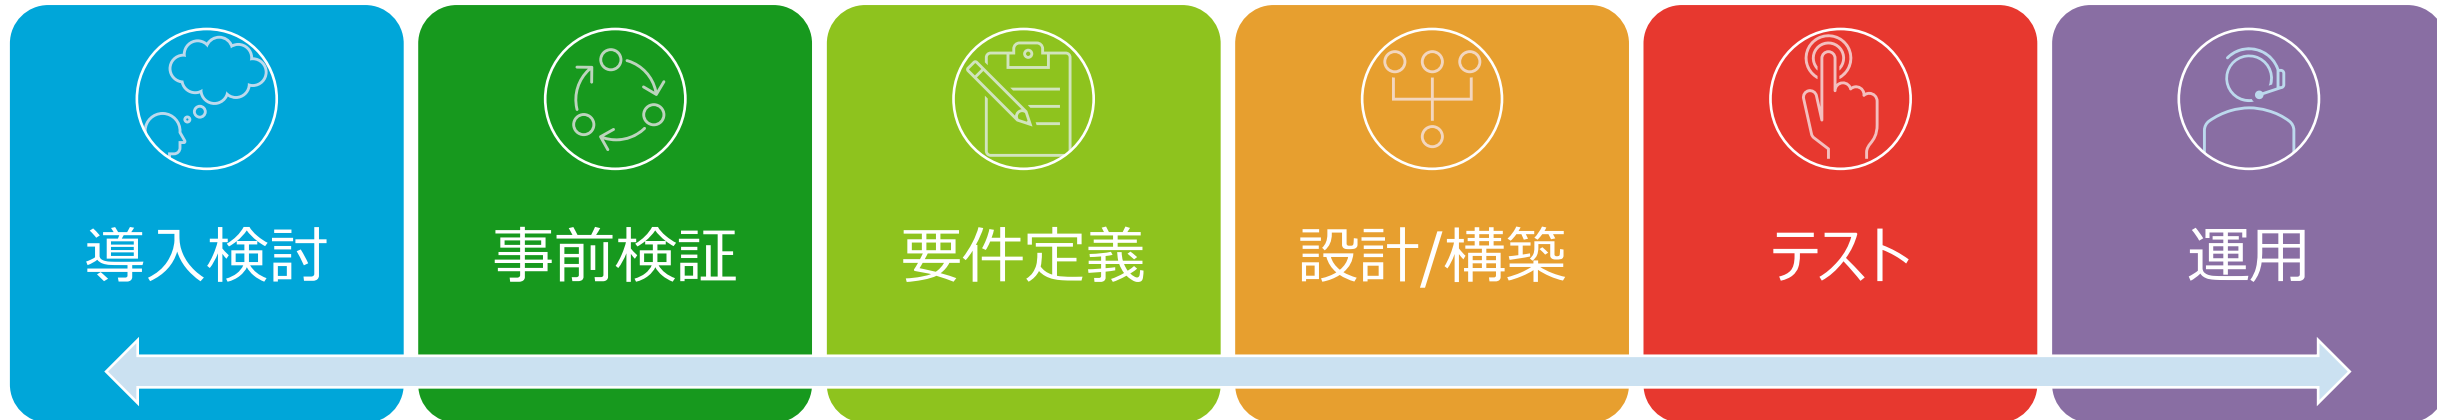 導入検討
事前検証
要件定義
設計/構築
テスト
運用